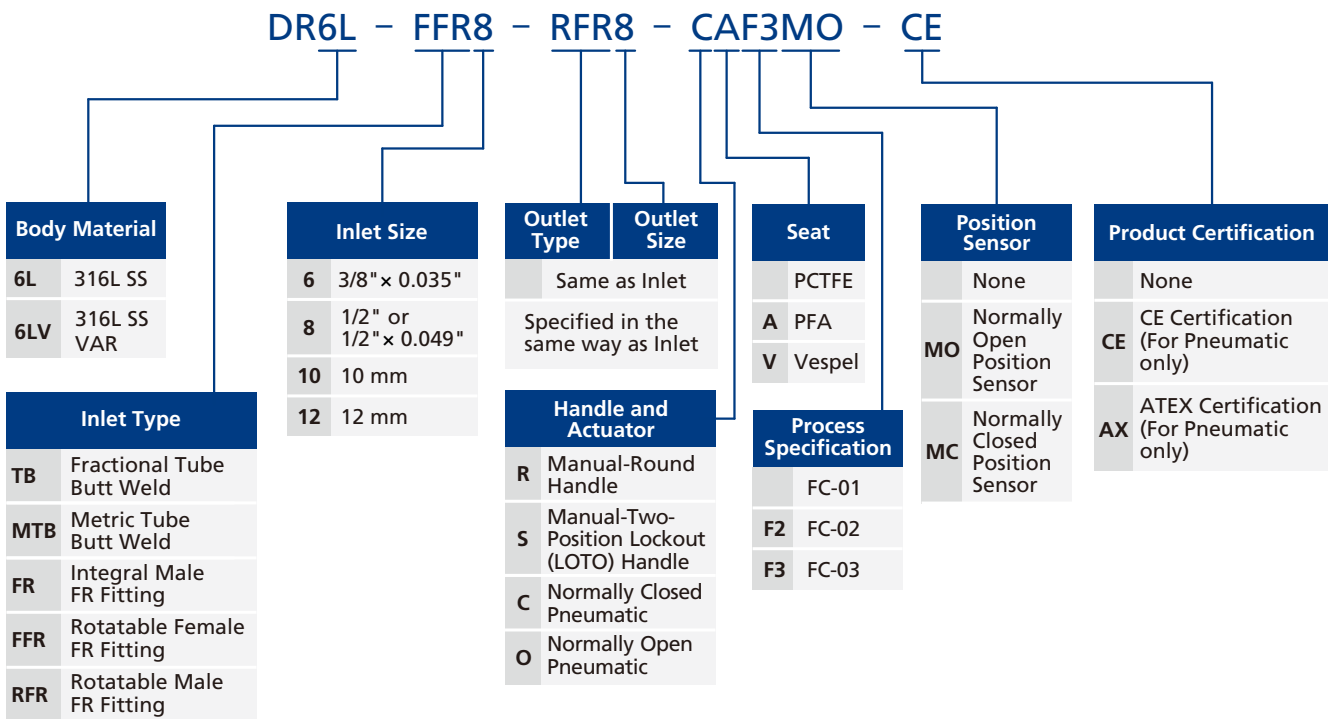 DR6L – FFR8 – RFR8 – CAF3MO – CE
Body Material
6L 316L SS
6LV 316L SS
VAR
Inlet Type
TB Fractional Tube
Butt Weld
MTB Metric Tube
Butt Weld
FR Integral Male
FR Fitting
FFR Rotatable Female
FR Fitting
RFR Rotatable Male
FR Fitting
Inlet Size
6 3/8"× 0.035"
8 1/2" or
1/2"× 0.049"
10 10 mm
12 12 mm
Outlet
Type
Outlet
Size
Same as Inlet
Specified in the
same way as Inlet
Handle and
Actuator
R Manual-Round
Handle
S Manual-Two-
Position Lockout
(LOTO) Handle
C Normally Closed
Pneumatic
O Normally Open
Pneumatic
Seat
PCTFE
A PFA
V Vespel
Process
Specification
FC-01
F2 FC-02
F3 FC-03
Position
Sensor
None
MO Normally
Open
Position
Sensor
MC Normally
Closed
Position
Sensor
Product Certification
None
CE CE Certification
(For Pneumatic
only)
AX ATEX Certification
(For Pneumatic
only)